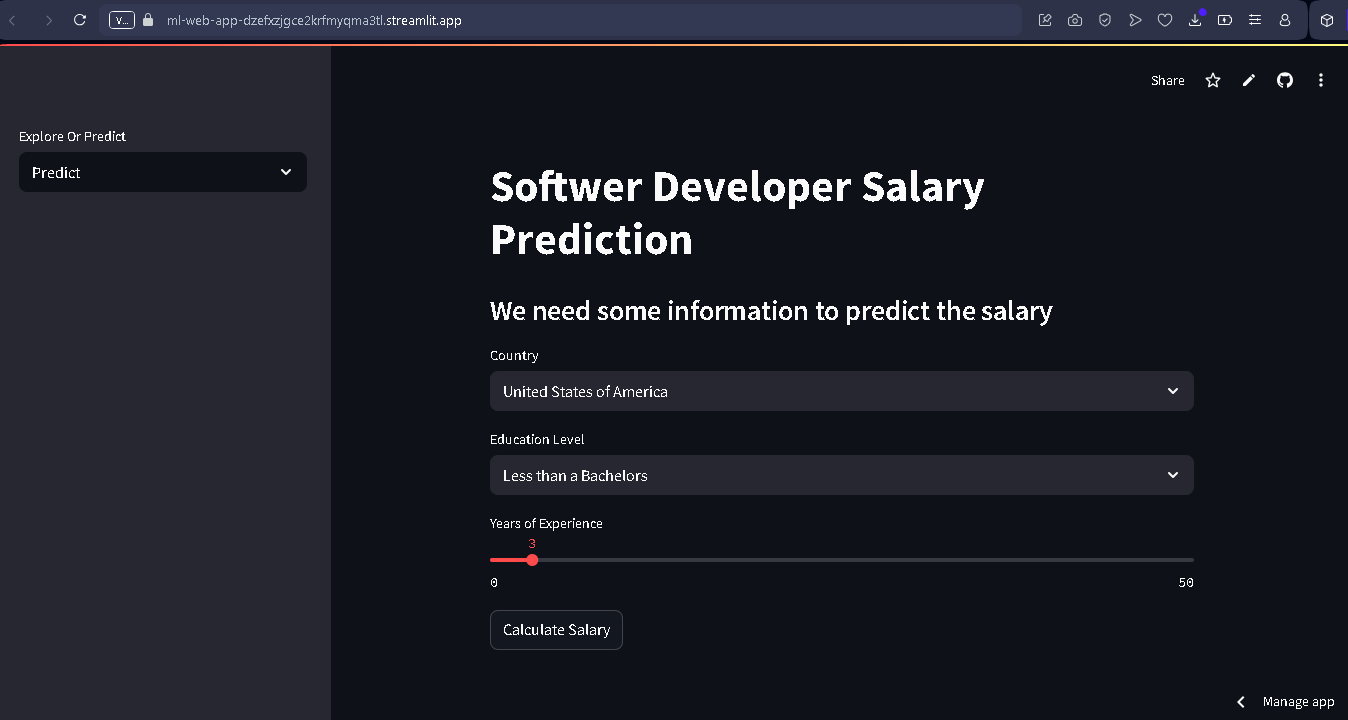 V...
ml-web-app-dzefxzjgce2krfmyqma3tl.streamlit.app
Share
Explore Or Predict
Predict
Softwer Developer Salary
Prediction
We need some information to predict the salary
Country
United States of America
Education Level
Less than a Bachelors
Years of Experience
3
0
50
Calculate Salary
Manage app